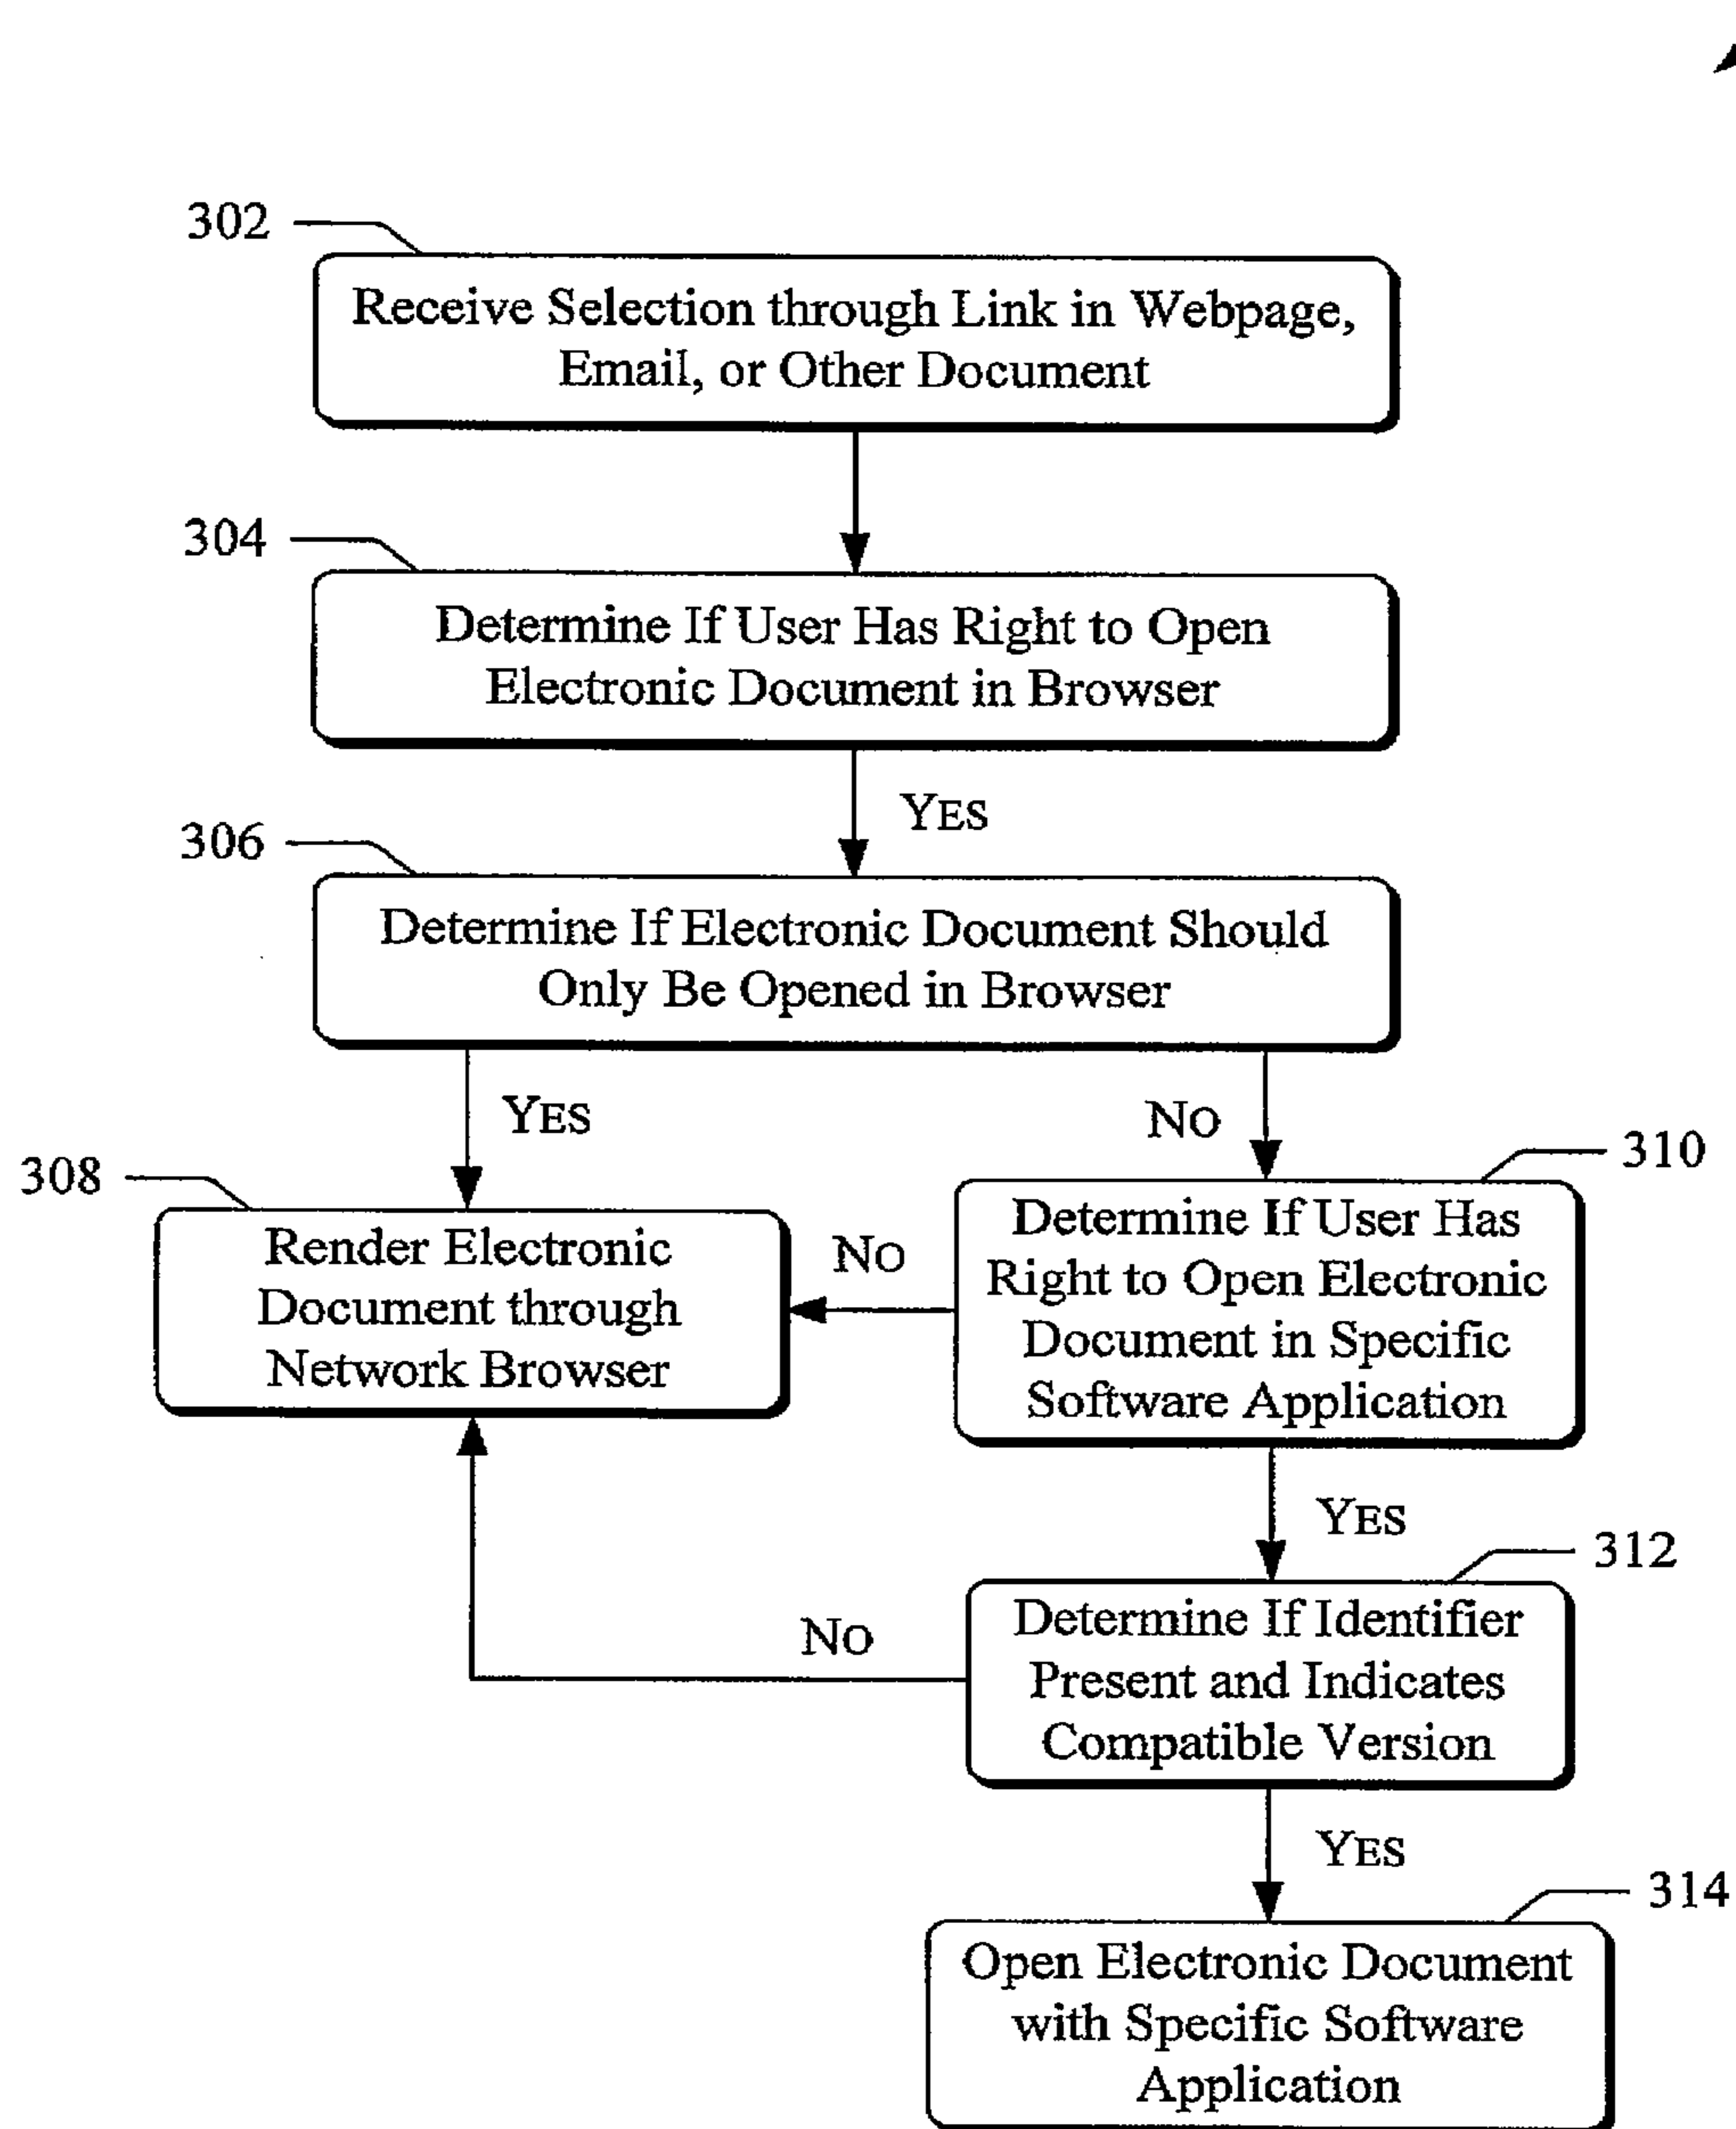 302
Receive Selection through Link in Webpage,
Email, or Other Document
304
Determine If User Has Right to Open
Electronic Document in Browser
YES
306
Determine If Electronic Document Should
Only Be Opened in Browser
YES
NO
308
Render Electronic
Document through
Network Browser
NO
310
Determine If User Has
Right to Open Electronic
Document in Specific
Software Application
YES
312
Determine If Identifier
Present and Indicates
Compatible Version
NO
YES
314
Open Electronic Document
with Specific Software
Application